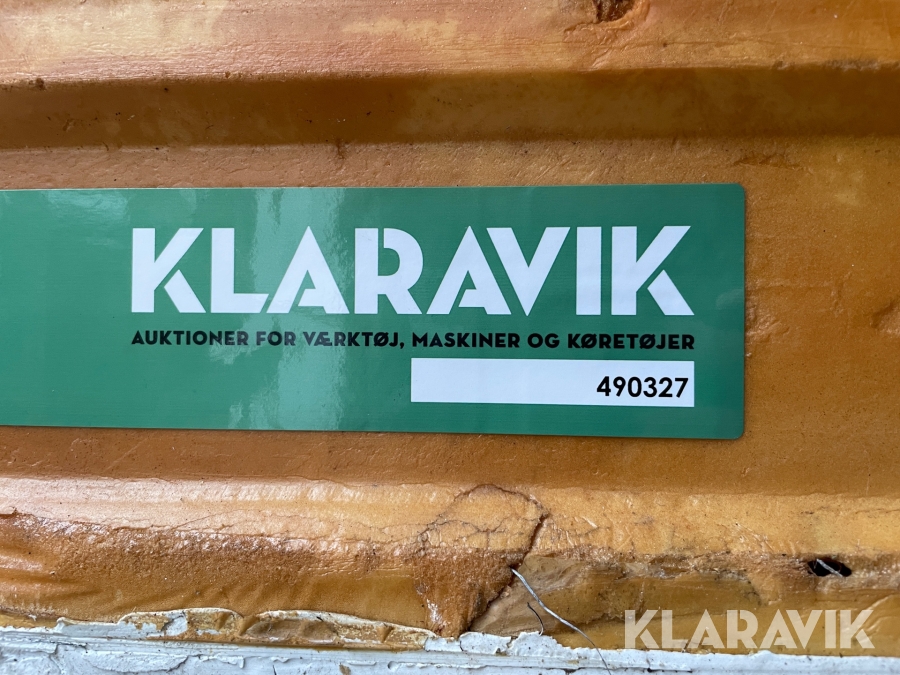 KLARAVIK
AUKTIONER FOR VÆRKTØJ, MASKINER OG KØRETØJER
490327
KLARAVIK